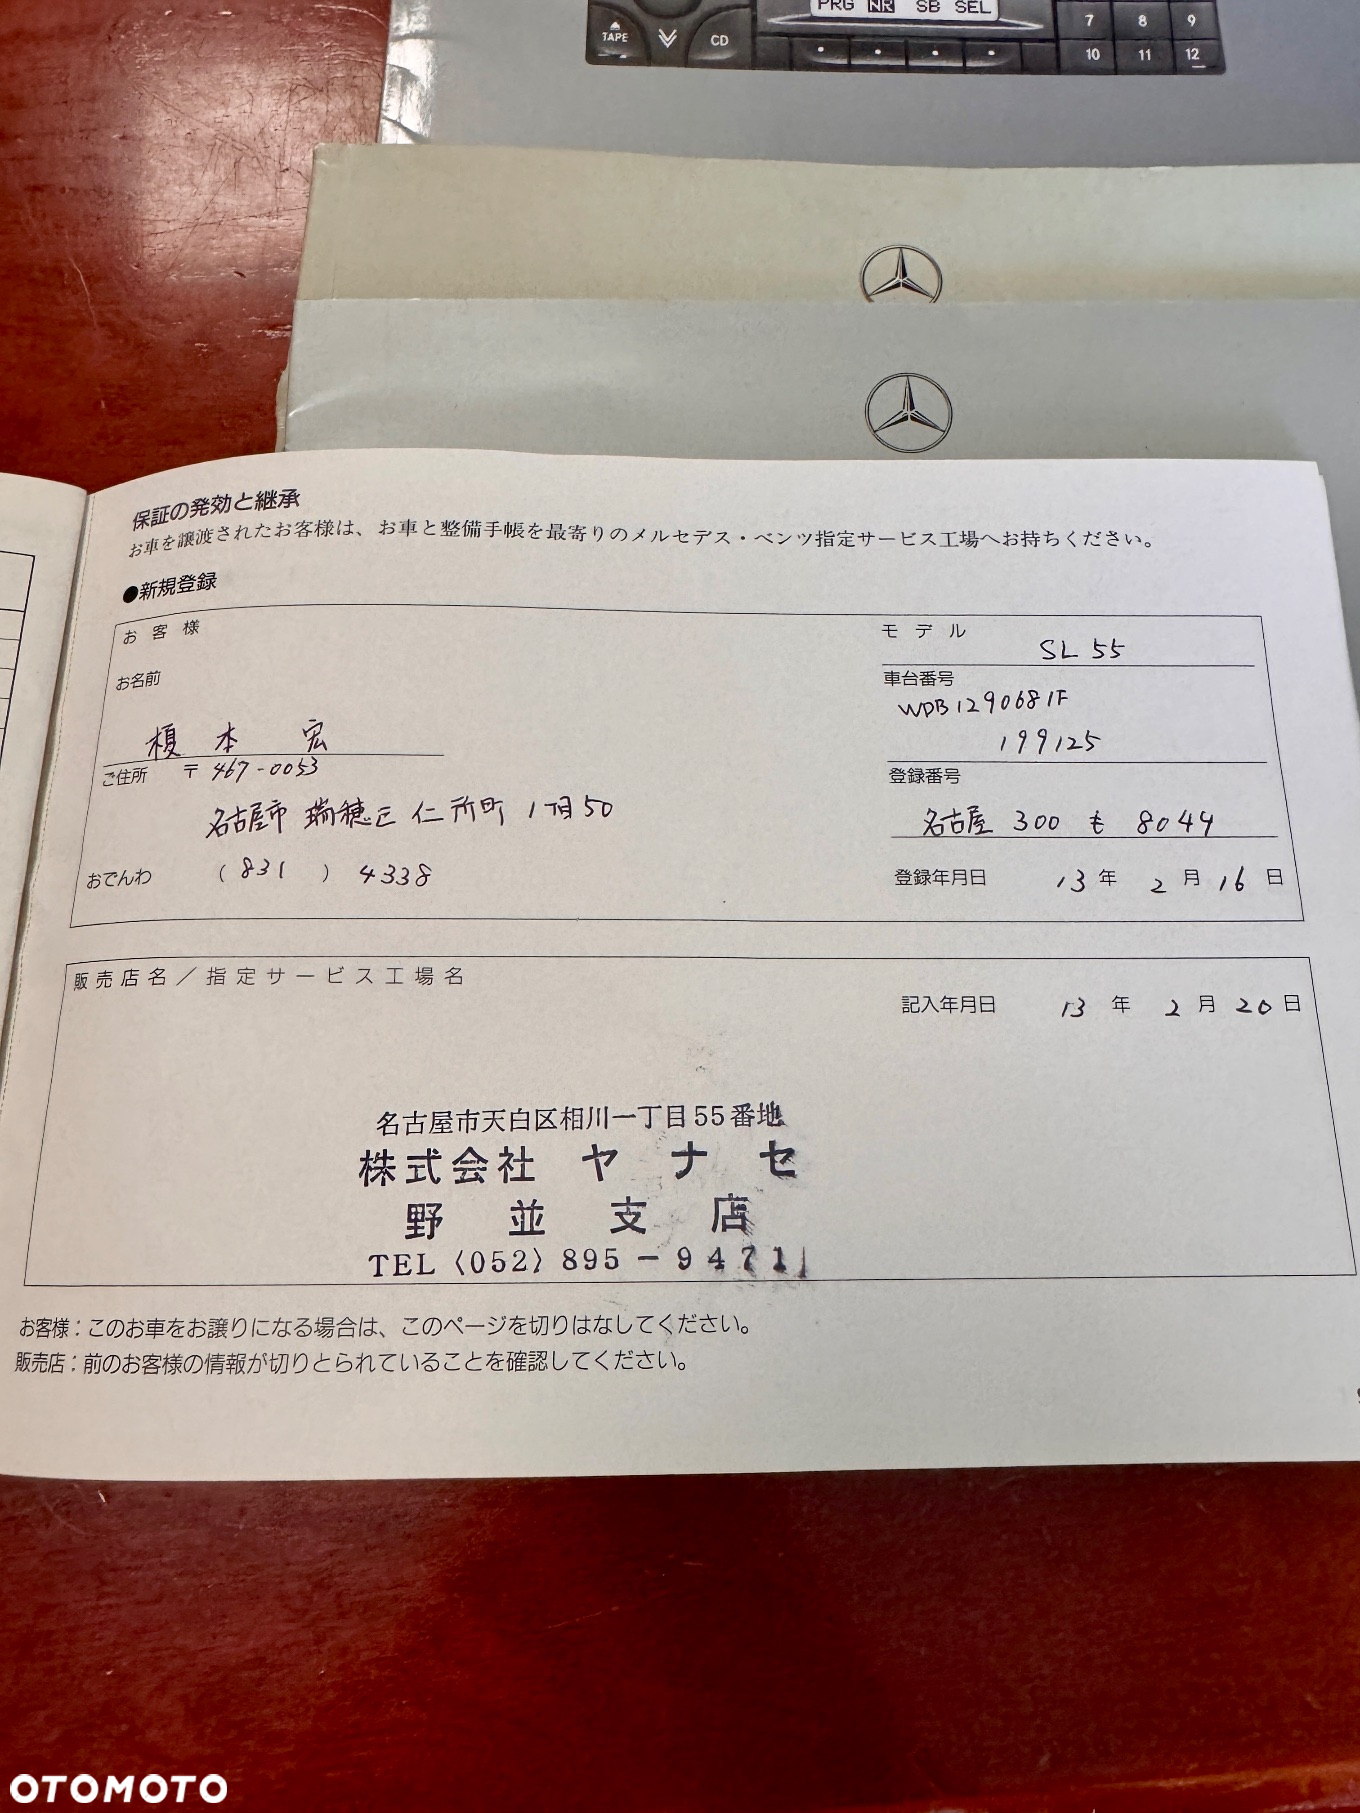 PRG NR SB SEL
TAPE CD
7 8 9
10 11 12
保証の発効と継承
お車を譲渡されたお客様は、お車と整備手帳を最寄りのメルセデス・ベンツ指定サービス工場へお持ちください。
●新規登録
お客様
モデル SL 55
お名前
榎本 宏
車台番号
WDB129068 1F
199125
ご住所 〒467-0053
名古屋市 瑞穂区 仁所町 1丁目50
登録番号
名古屋 300 も 8044
おでんわ (831) 4338
登録年月日 13年 2月 16日
販売店名/指定サービス工場名
記入年月日 13年 2月 20日
名古屋市天白区相川一丁目55番地
株式会社 ヤナセ
野並支店
TEL〈052〉895-9471
お客様:このお車をお譲りになる場合は、このページを切りはなしてください。
販売店:前のお客様の情報が切りとられていることを確認してください。
OTOMOTO